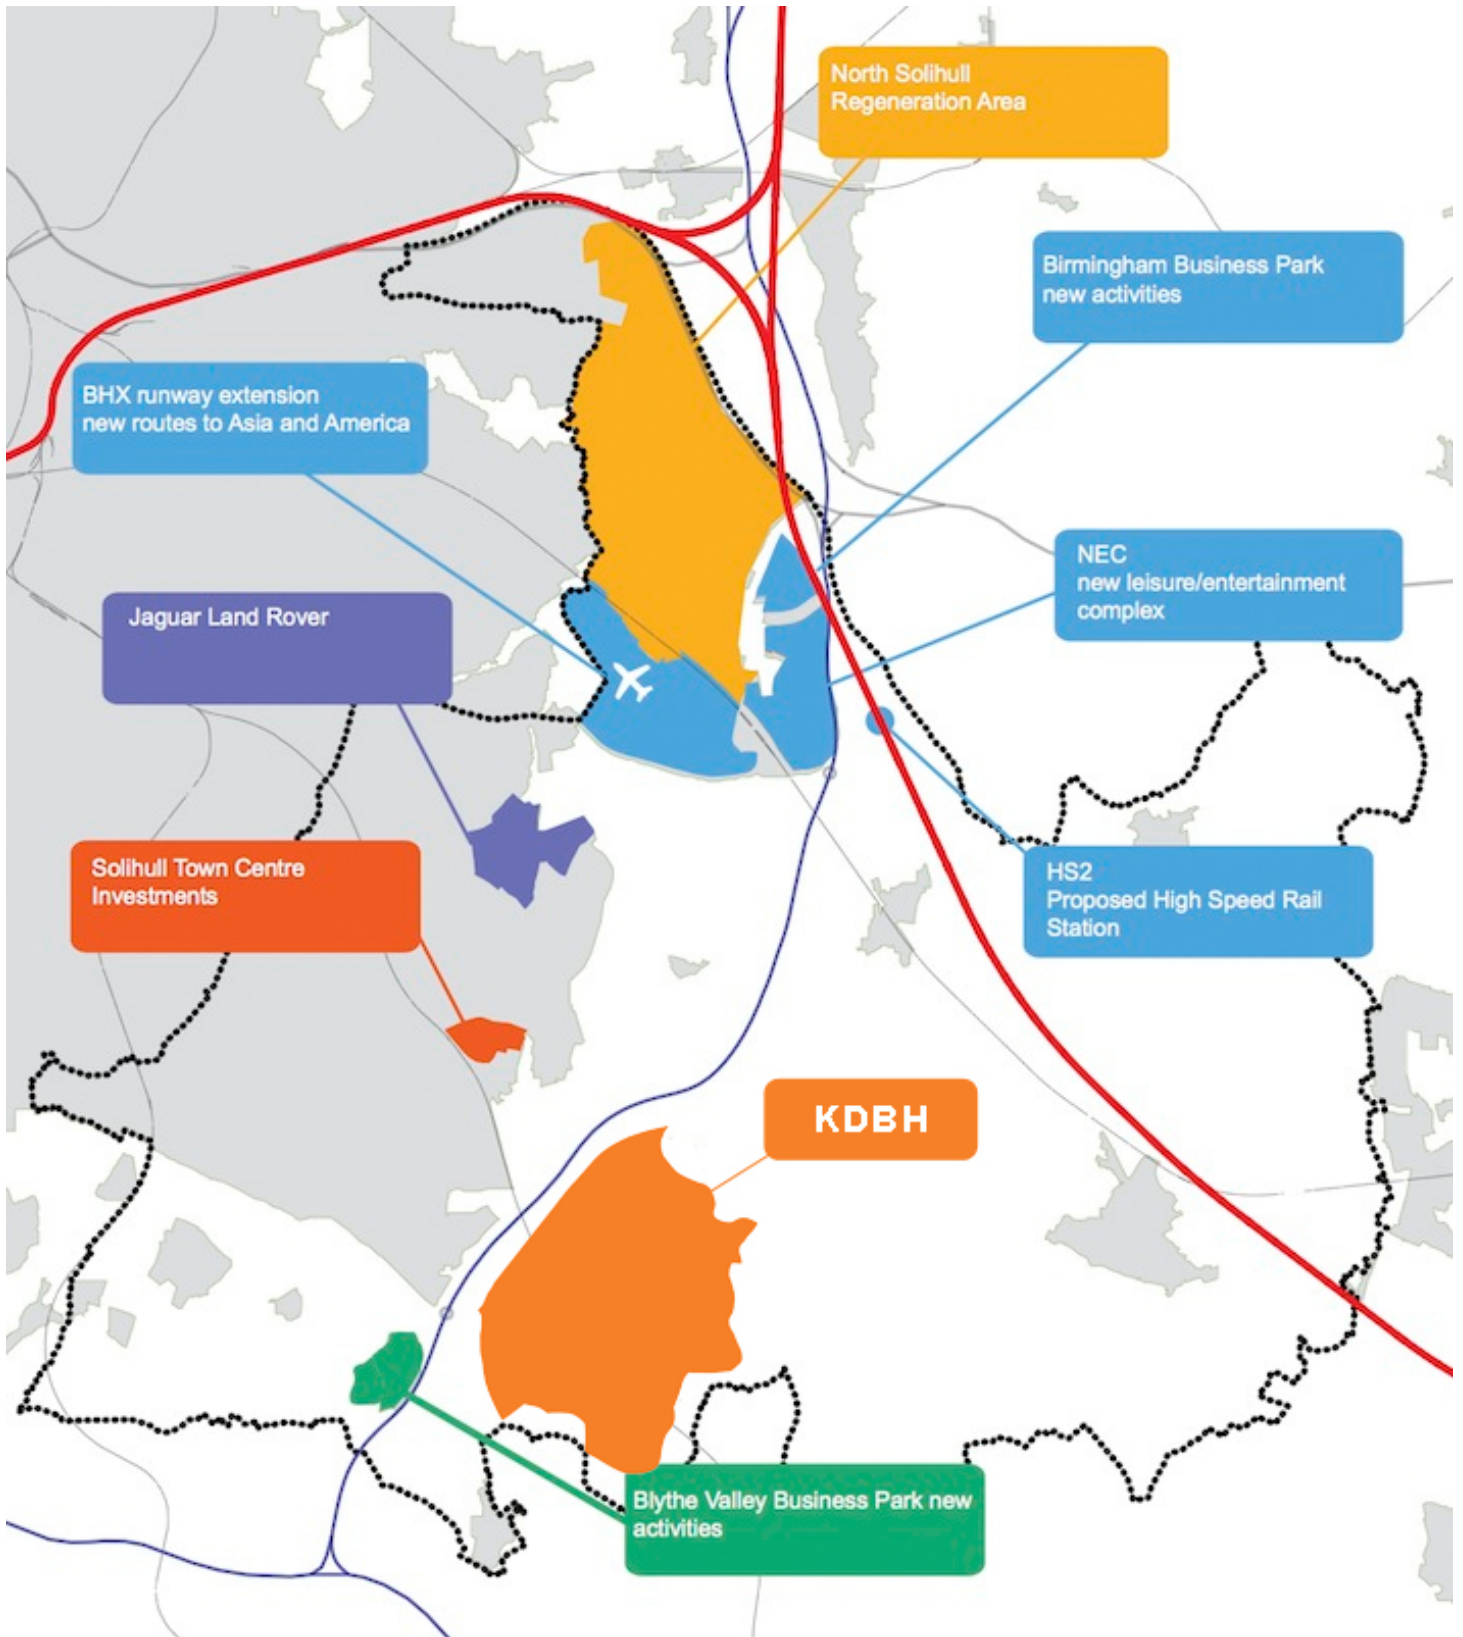 North Solihull
Regeneration Area
Birmingham Business Park
new activities
BHX runway extension
new routes to Asia and America
NEC
new leisure/entertainment
complex
Jaguar Land Rover
Solihull Town Centre
Investments
HS2
Proposed High Speed Rail
Station
KDBH
Blythe Valley Business Park new
activities